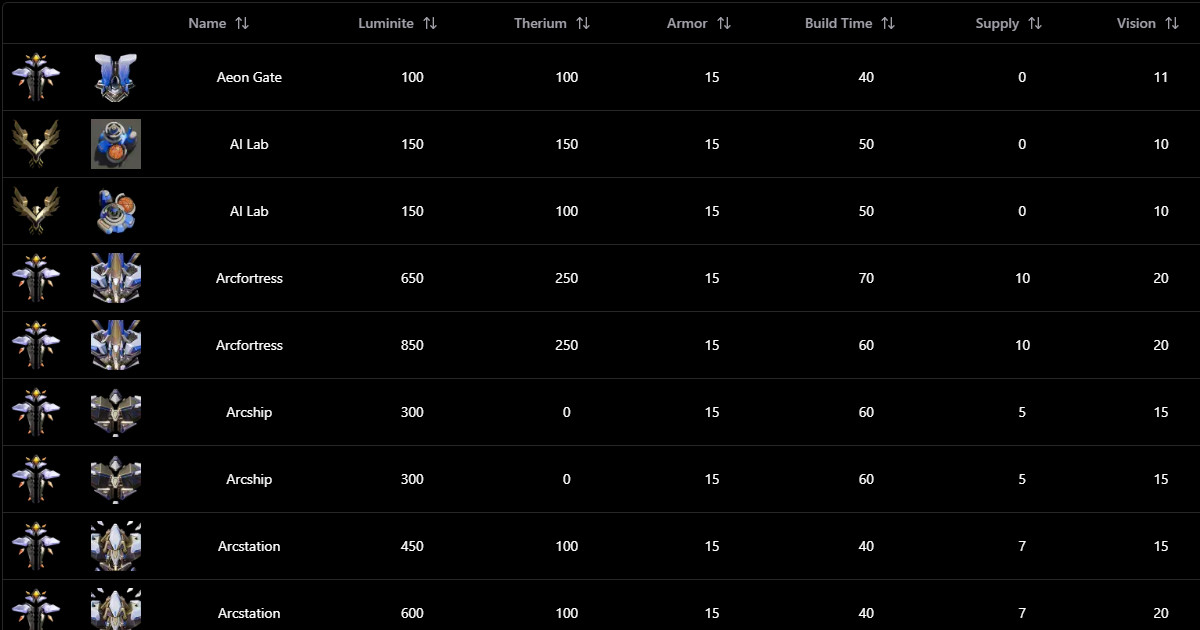 Name Luminite Therium Armor Build Time Supply Vision
Aeon Gate 100 100 15 40 0 11
AI Lab 150 150 15 50 0 10
AI Lab 150 100 15 50 0 10
Arcfortress 650 250 15 70 10 20
Arcfortress 850 250 15 60 10 20
Arcship 300 0 15 60 5 15
Arcship 300 0 15 60 5 15
Arcstation 450 100 15 40 7 15
Arcstation 600 100 15 40 7 20